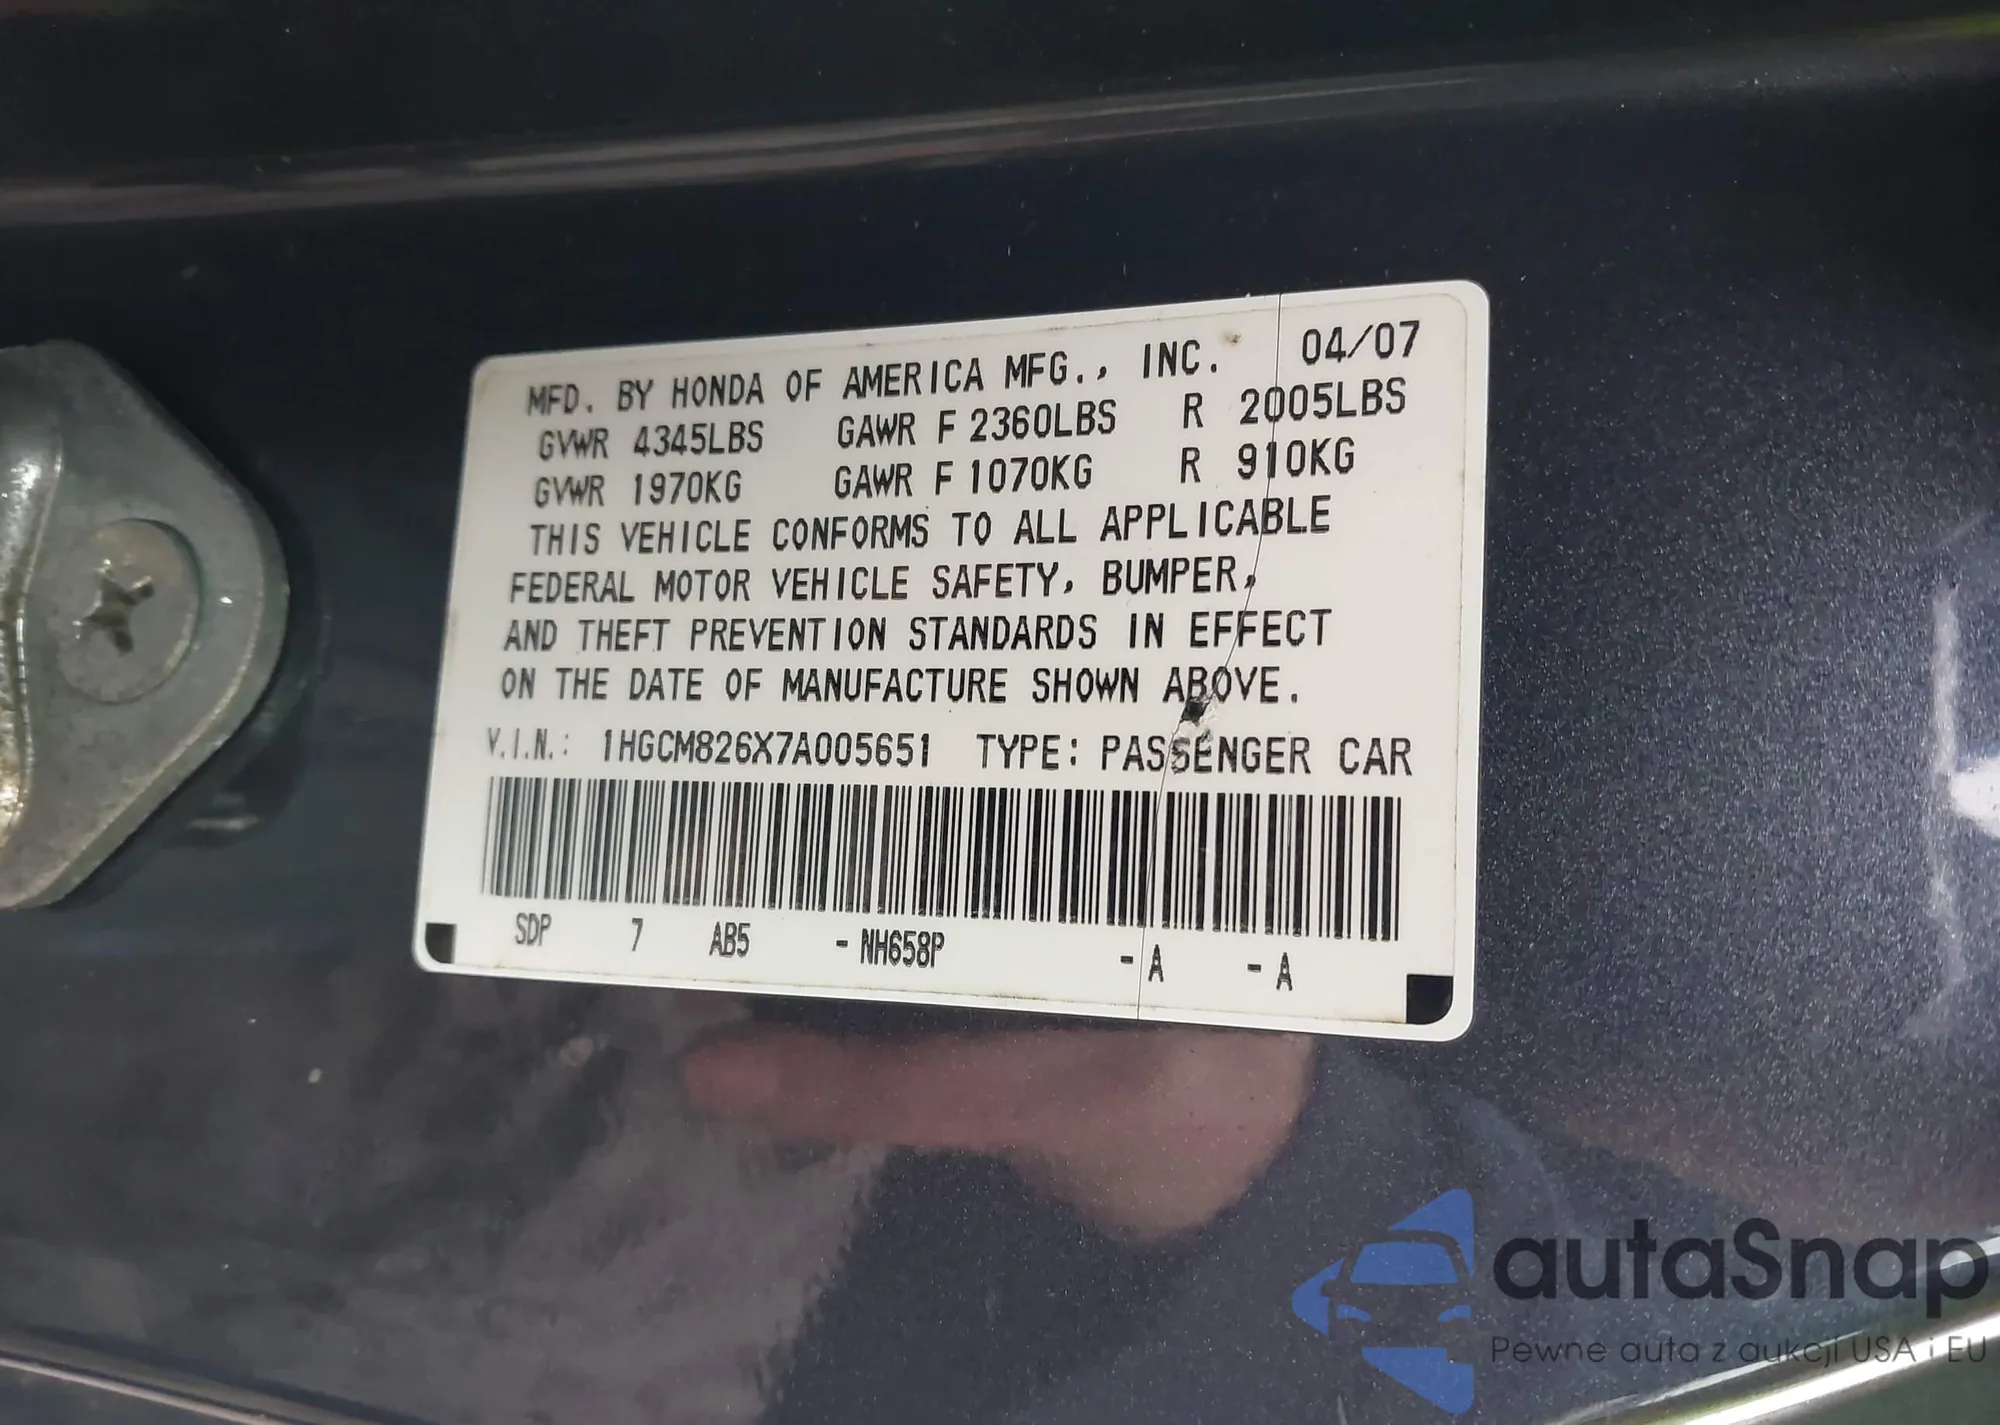 MFD. BY HONDA OF AMERICA MFG., INC. 04/07
GVWR 4345LBS GAWR F 2360LBS R 2005LBS
GVWR 1970KG GAWR F 1070KG R 910KG
THIS VEHICLE CONFORMS TO ALL APPLICABLE
FEDERAL MOTOR VEHICLE SAFETY, BUMPER,
AND THEFT PREVENTION STANDARDS IN EFFECT
ON THE DATE OF MANUFACTURE SHOWN ABOVE.
V.I.N.: 1HGCM826X7A005651 TYPE: PASSENGER CAR
SDP 7 AB5 - NH658P - A - A
autaSnap
Pewne auta z aukcji USA i EU